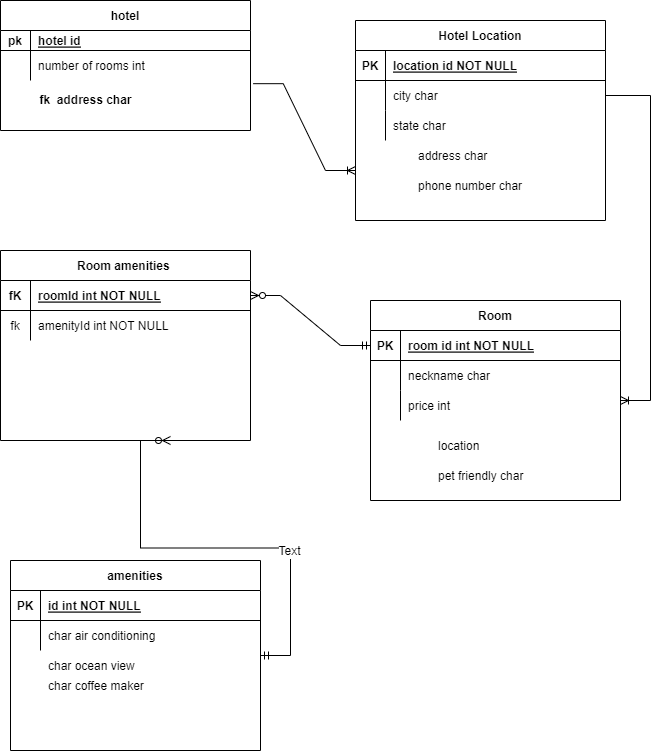 hotel
pk hotel id
number of rooms int
fk address char
Hotel Location
PK location id NOT NULL
city char
state char
address char
phone number char
Room amenities
fK roomId int NOT NULL
fk amenityId int NOT NULL
Room
PK room id int NOT NULL
neckname char
price int
location
pet friendly char
Text
amenities
PK id int NOT NULL
char air conditioning
char ocean view
char coffee maker